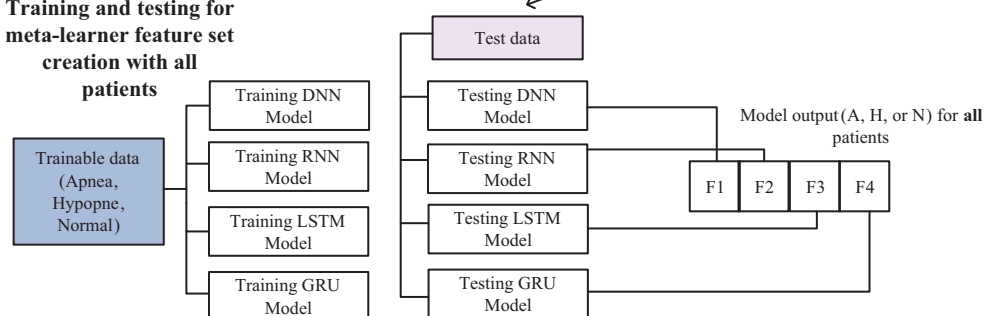 Training and testing for
meta-learner feature set
creation with all
patients
Trainable data
(Apnea,
Hypopne,
Normal)
Training DNN
Model
Training RNN
Model
Training LSTM
Model
Training GRU
Model
Test data
Testing DNN
Model
Testing RNN
Model
Testing LSTM
Model
Testing GRU
Model
Model output (A, H, or N) for all
patients
F1 F2 F3 F4